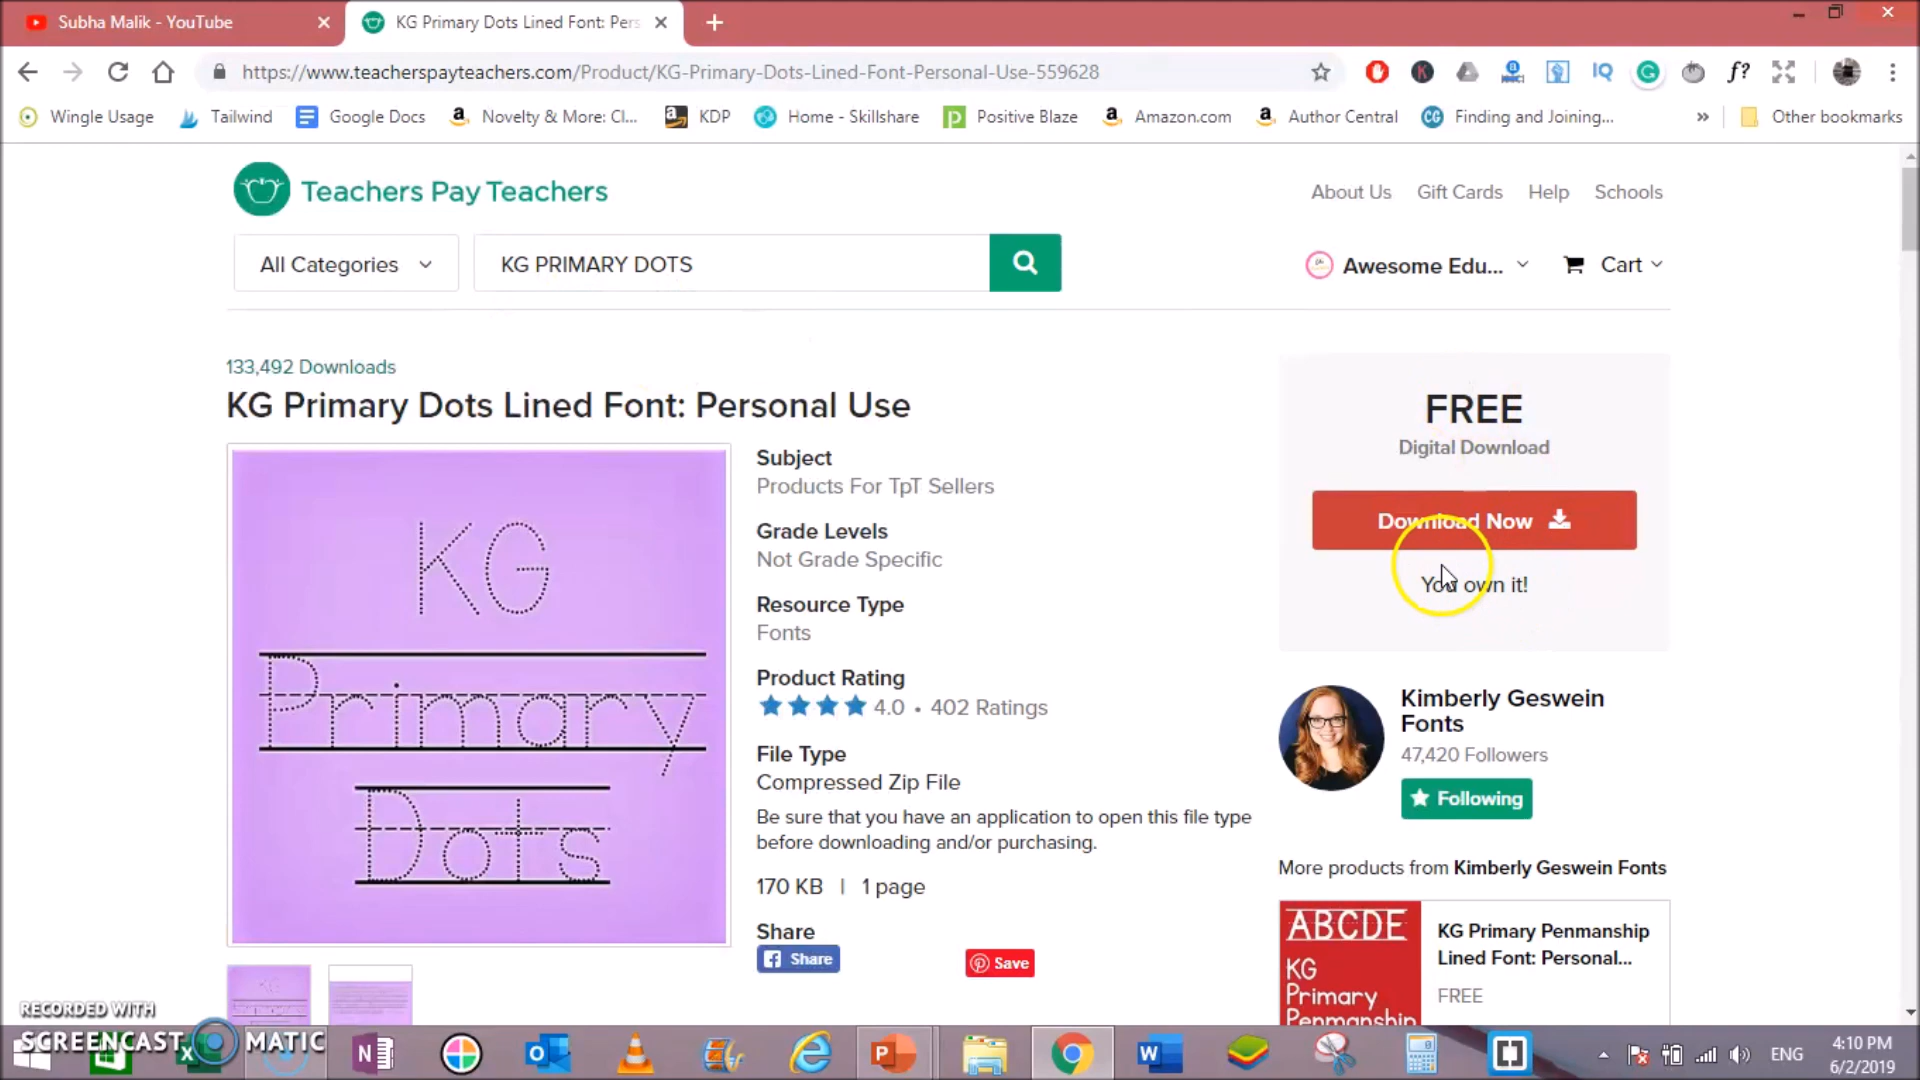 Subha Malik - YouTube
KG Primary Dots Lined Font: Pers
https://www.teacherspayteachers.com/Product/KG-Primary-Dots-Lined-Font-Personal-Use-559628
Wingle Usage Tailwind Google Docs Novelty & More: Cl... KDP Home - Skillshare Positive Blaze Amazon.com Author Central Finding and Joining... » Other bookmarks
Teachers Pay Teachers
About Us Gift Cards Help Schools
All Categories KG PRIMARY DOTS Awesome Edu... Cart
133,492 Downloads
KG Primary Dots Lined Font: Personal Use
KG
Primary
Dots
Subject
Products For TpT Sellers
Grade Levels
Not Grade Specific
Resource Type
Fonts
Product Rating
4.0 • 402 Ratings
File Type
Compressed Zip File
Be sure that you have an application to open this file type
before downloading and/or purchasing.
170 KB | 1 page
Share
Share Save
FREE
Digital Download
Download Now
You own it!
Kimberly Geswein
Fonts
47,420 Followers
Following
More products from Kimberly Geswein Fonts
ABCDE
KG
Primary
Penmanship
KG Primary Penmanship
Lined Font: Personal...
FREE
RECORDED WITH
SCREENCAST MATIC
ENG
4:10 PM
6/2/2019